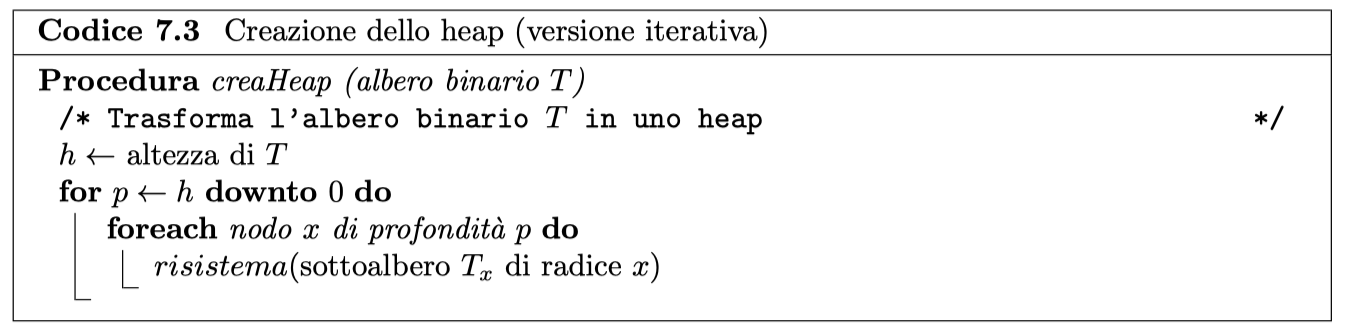 Codice 7.3 Creazione dello heap (versione iterativa)
Procedura creaHeap (albero binario T)
/* Trasforma l'albero binario T in uno heap */
h ← altezza di T
for p ← h downto 0 do
foreach nodo x di profondità p do
risistema(sottoalbero Tₓ di radice x)